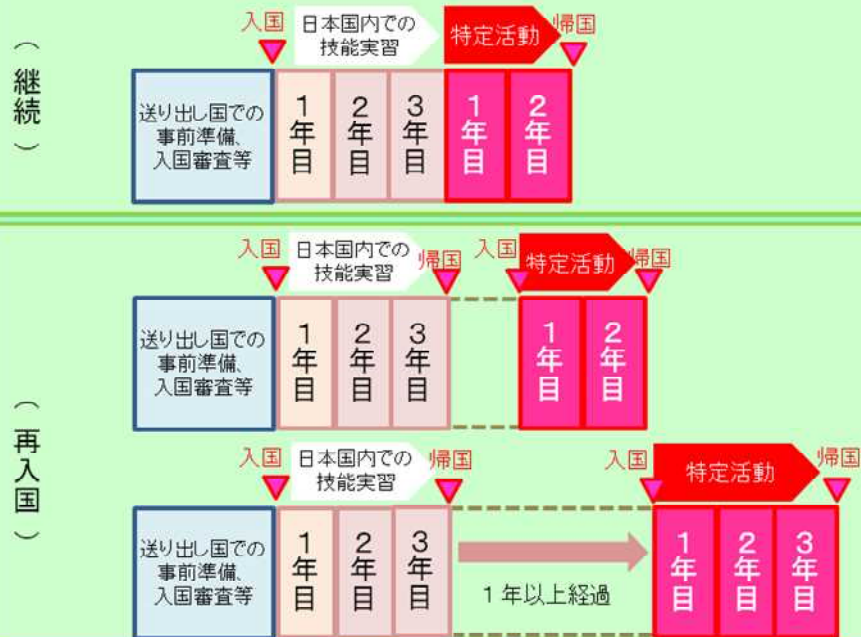 （継続）
入国
日本国内での
技能実習
特定活動
帰国
送り出し国での
事前準備、
入国審査等
1年目
2年目
3年目
1年目
2年目
（再入国）
入国
日本国内での
技能実習
帰国
入国
特定活動
帰国
送り出し国での
事前準備、
入国審査等
1年目
2年目
3年目
1年目
2年目
入国
日本国内での
技能実習
帰国
入国
特定活動
帰国
送り出し国での
事前準備、
入国審査等
1年目
2年目
3年目
1年以上経過
1年目
2年目
3年目